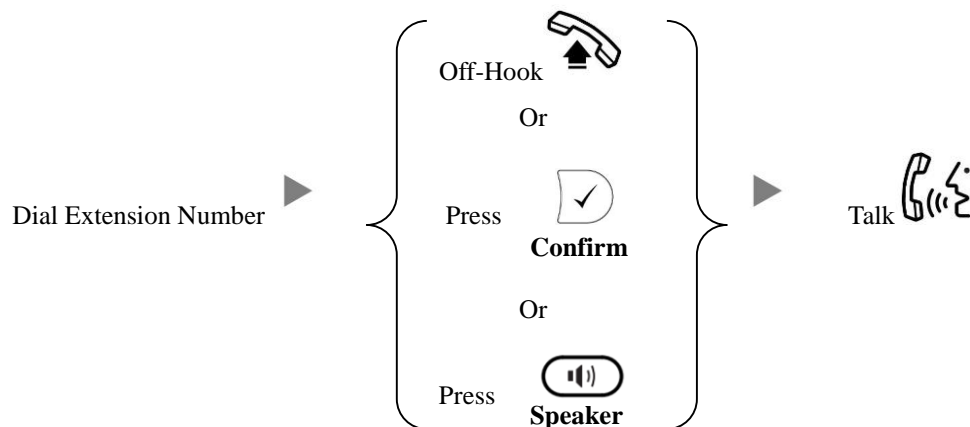 Off-Hook
Or
Dial Extension Number
Press
Talk
Confirm
Or
Press
Speaker